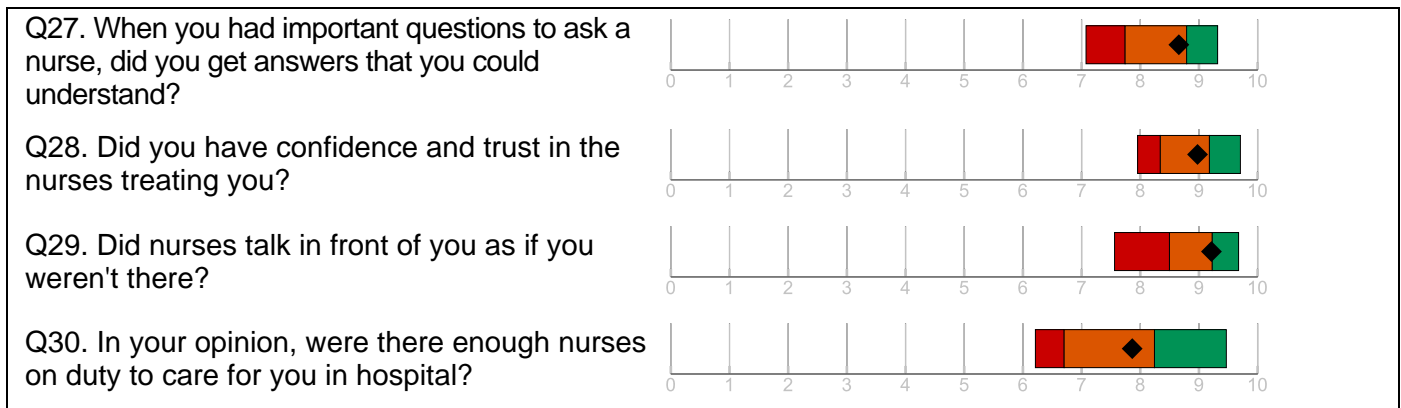 Q27. When you had important questions to ask a
nurse, did you get answers that you could
understand?
0 1 2 3 4 5 6 7 8 9 10
Q28. Did you have confidence and trust in the
nurses treating you?
0 1 2 3 4 5 6 7 8 9 10
Q29. Did nurses talk in front of you as if you
weren't there?
0 1 2 3 4 5 6 7 8 9 10
Q30. In your opinion, were there enough nurses
on duty to care for you in hospital?
0 1 2 3 4 5 6 7 8 9 10